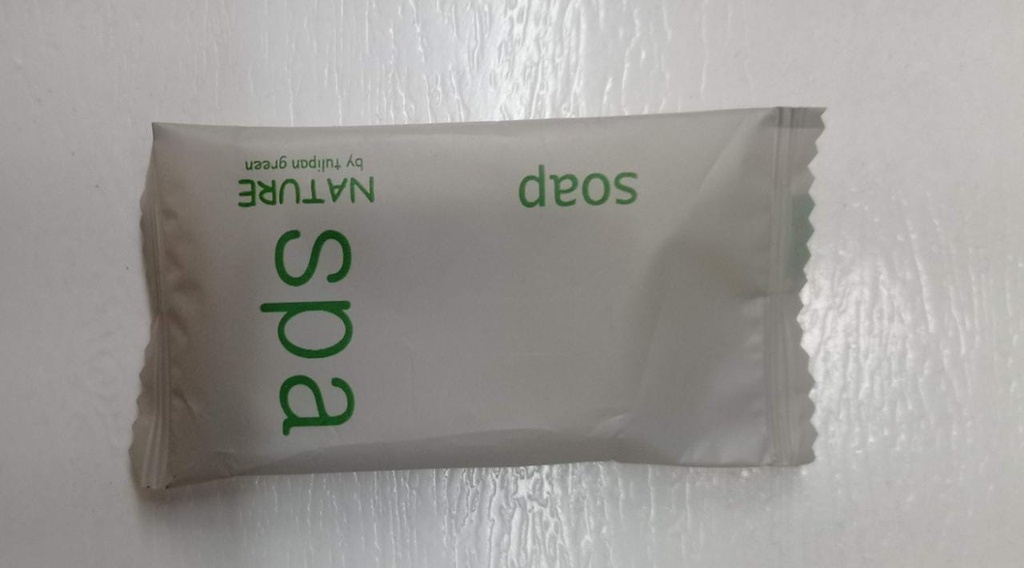 soap
spa
NATURE
by tulipan green